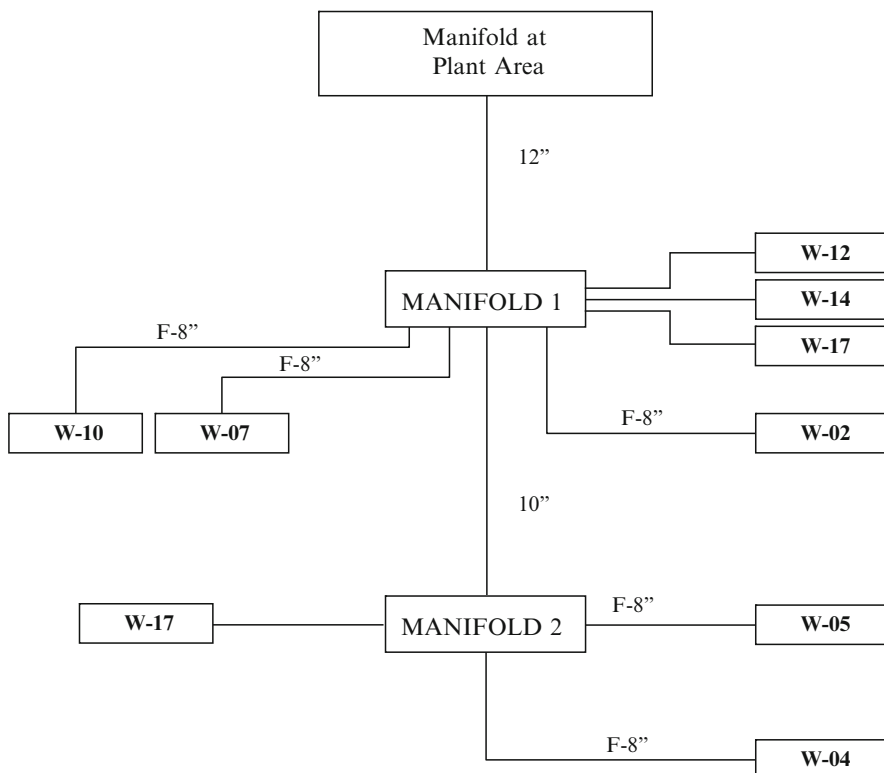 Manifold at
Plant Area
12”
W-12
MANIFOLD 1
W-14
W-17
F-8”
F-8”
W-10
W-07
F-8”
W-02
10”
W-17
MANIFOLD 2
F-8”
W-05
F-8”
W-04